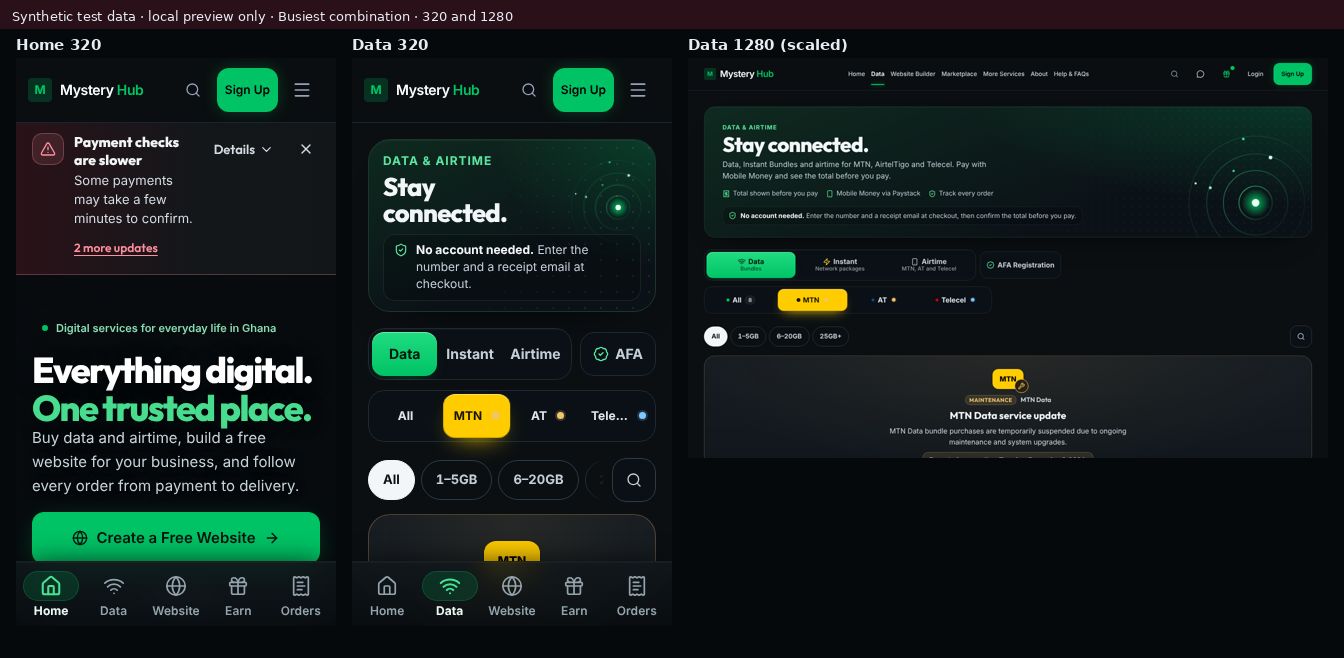 Synthetic test data · local preview only · Busiest combination · 320 and 1280
Home 320
M Mystery Hub
Sign Up
Payment checks
are slower
Details
Some payments
may take a few
minutes to confirm.
2 more updates
Digital services for everyday life in Ghana
Everything digital.
One trusted place.
Buy data and airtime, build a free
website for your business, and follow
every order from payment to delivery.
Create a Free Website
Home Data Website Earn Orders
Data 320
M Mystery Hub
Sign Up
DATA & AIRTIME
Stay
connected.
No account needed. Enter the
number and a receipt email at
checkout.
Data Instant Airtime AFA
All MTN AT Tele...
All 1–5GB 6–20GB
MTN
Home Data Website Earn Orders
Data 1280 (scaled)
M Mystery Hub Home Data Website Builder Marketplace More Services About Help & FAQs Login Sign Up
DATA & AIRTIME
Stay connected.
Data, Instant Bundles and airtime for MTN, AirtelTigo and Telecel. Pay with
Mobile Money and see the total before you pay.
Total shown before you pay Mobile Money via Paystack Track every order
No account needed. Enter the number and a receipt email at checkout, then confirm the total before you pay.
Data Instant Airtime AFA Registration
Bundles Network packages MTN, AT and Telecel
All 8 MTN AT Telecel
All 1–5GB 6–20GB 25GB+
MTN
MAINTENANCE MTN Data
MTN Data service update
MTN Data bundle purchases are temporarily suspended due to ongoing
maintenance and system upgrades.